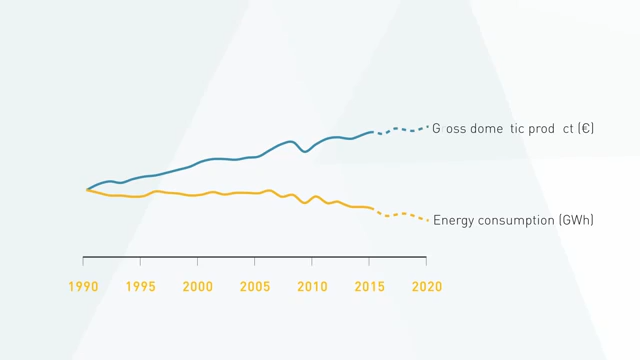 G oss dome tic prod ct (€)
Energy consumption (GWh)
1990 1995 2000 2005 2010 2015 2020